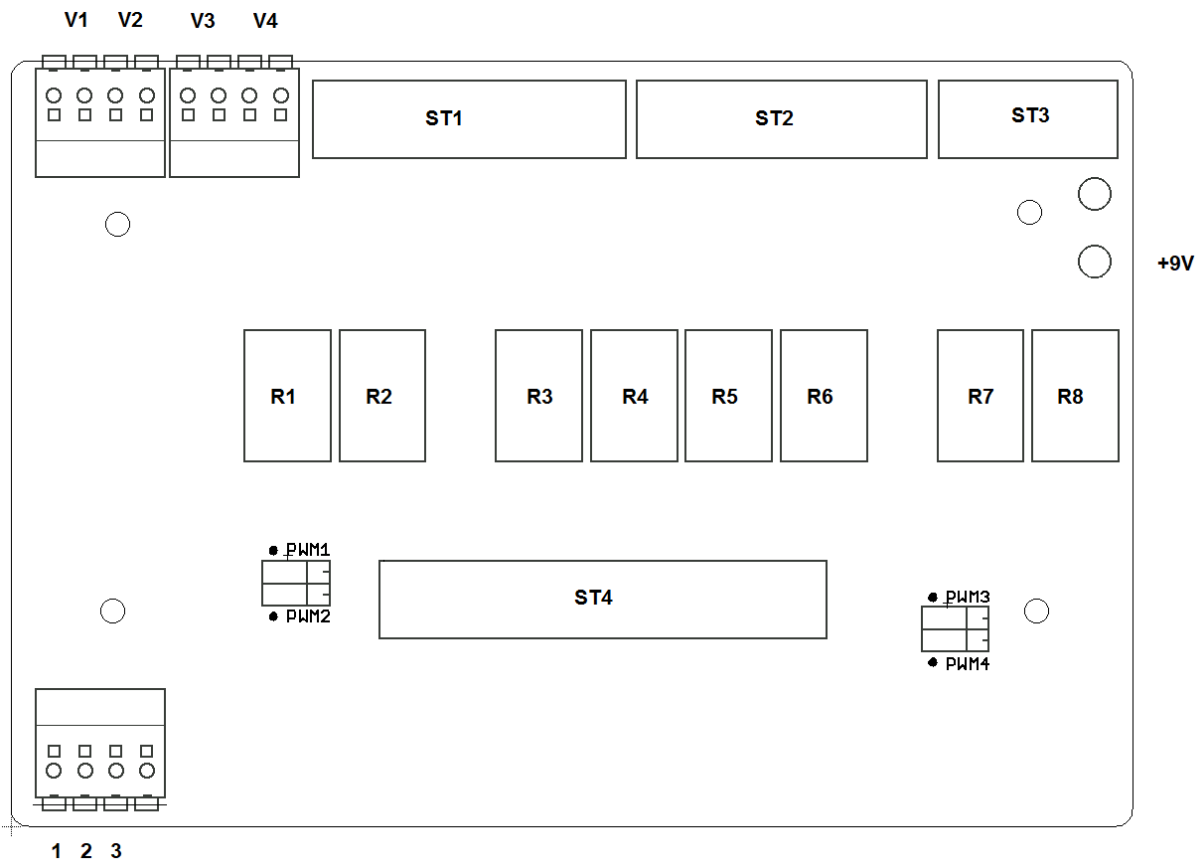 V1 V2 V3 V4
ST1 ST2 ST3
+9V
R1 R2 R3 R4 R5 R6 R7 R8
PWM1
PWM2
ST4
PWM3
PWM4
1 2 3